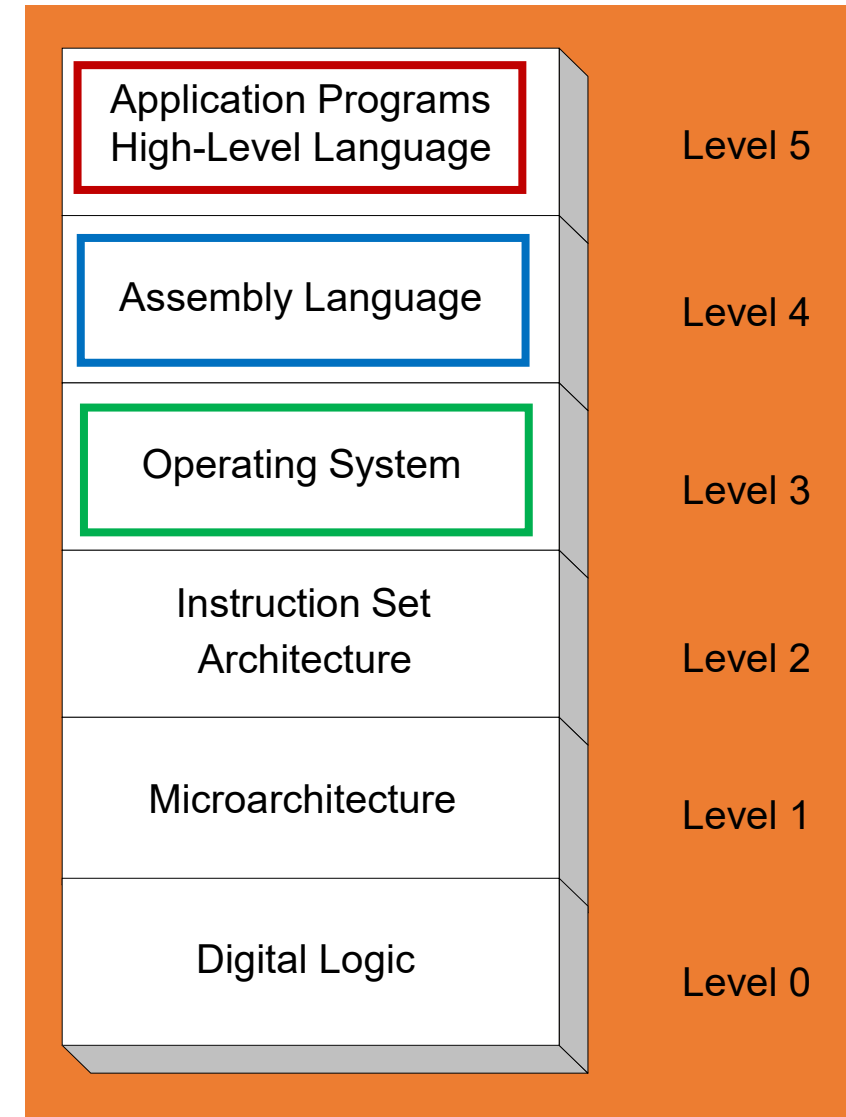 Application Programs
High-Level Language
Level 5
Assembly Language
Level 4
Operating System
Level 3
Instruction Set
Architecture
Level 2
Microarchitecture
Level 1
Digital Logic
Level 0